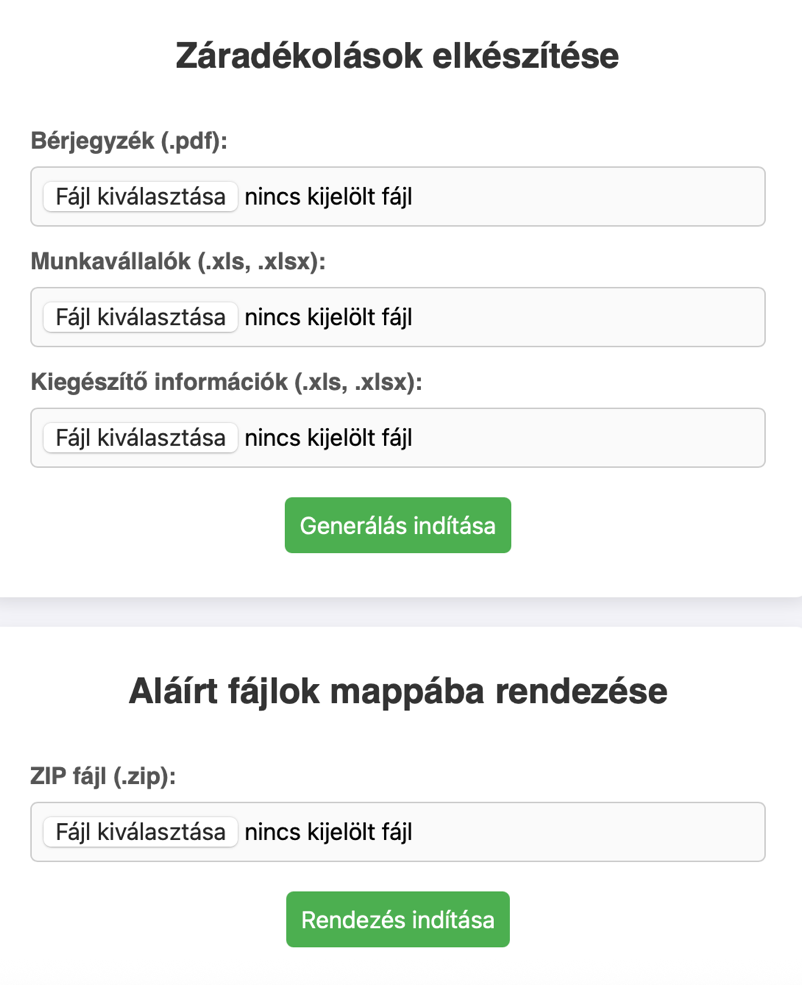 Záradékolások elkészítése
Bérjegyzék (.pdf):
Fájl kiválasztása nincs kijelölt fájl
Munkavállalók (.xls, .xlsx):
Fájl kiválasztása nincs kijelölt fájl
Kiegészítő információk (.xls, .xlsx):
Fájl kiválasztása nincs kijelölt fájl
Generálás indítása
Aláírt fájlok mappába rendezése
ZIP fájl (.zip):
Fájl kiválasztása nincs kijelölt fájl
Rendezés indítása